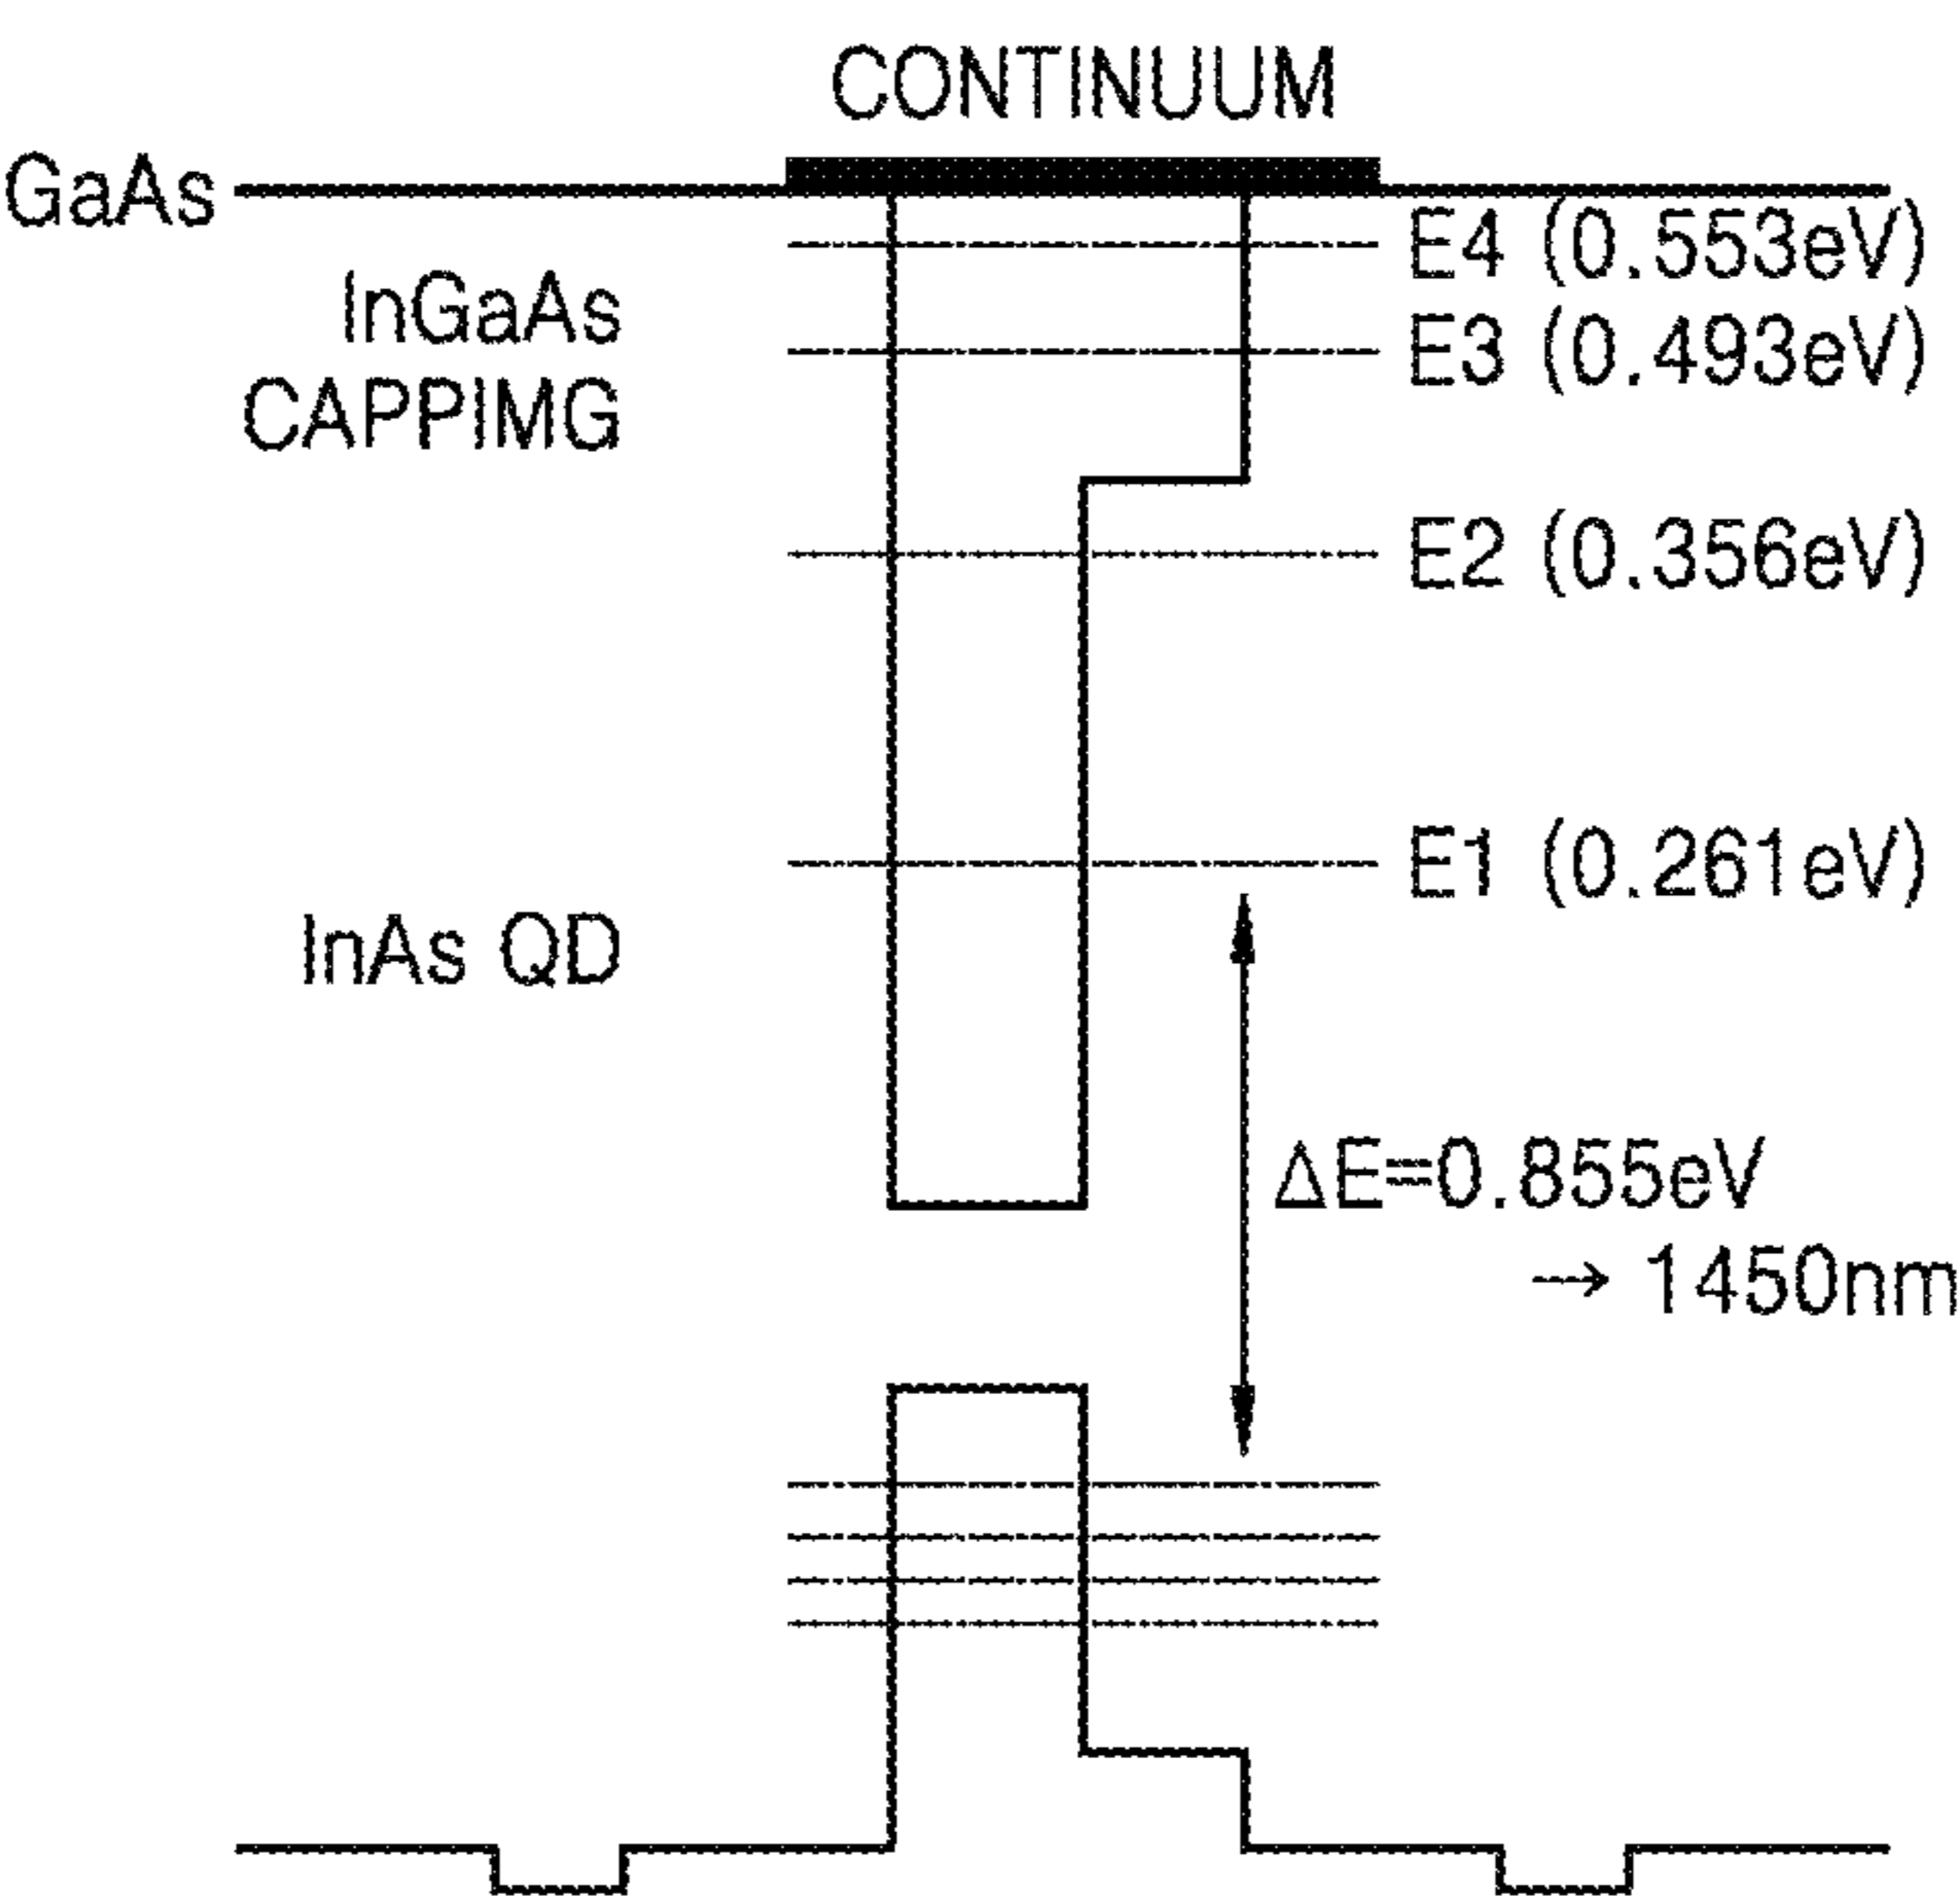 CONTINUUM
GaAs
E4 (0.553eV)
InGaAs
CAPPIMG
E3 (0.493eV)
E2 (0.356eV)
E1 (0.261eV)
InAs QD
ΔE=0.855eV
→ 1450nm